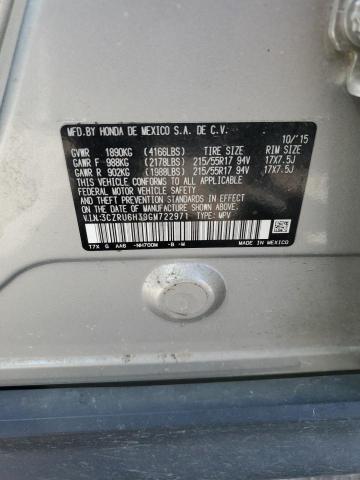 MFD.BY HONDA DE MEXICO S.A. DE C.V. 10/'15
GVWR 1890KG (4166LBS) TIRE SIZE RIM SIZE
GAWR F 988KG (2178LBS) 215/55R17 94V 17X7.5J
GAWR R 902KG (1988LBS) 215/55R17 94V 17X7.5J
THIS VEHICLE CONFORMS TO ALL APPLICABLE
FEDERAL MOTOR VEHICLE SAFETY AND THEFT
PREVENTION STANDARDS IN EFFECT ON THE
DATE OF MANUFACTURE SHOWN ABOVE.
V.I.N:3CZRU6H39GM722971 TYPE: MPV
T7X G AA6 -NH700M -B -W MADE IN MEXICO